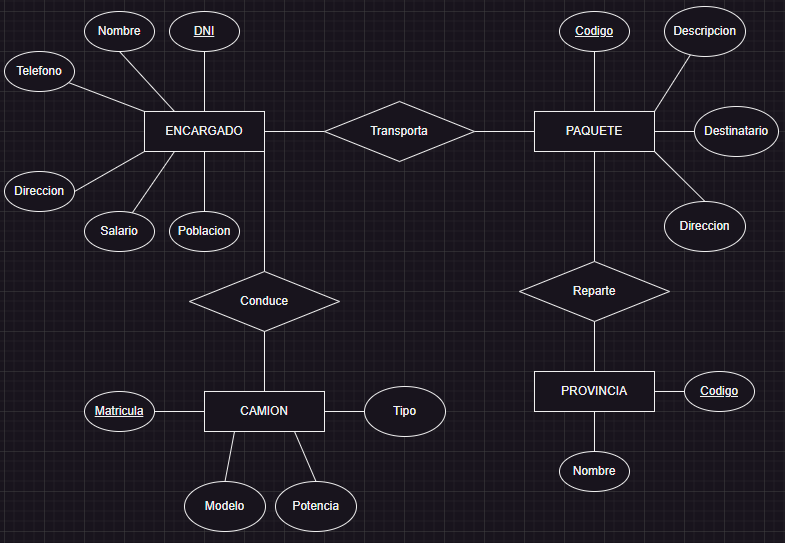 Nombre
DNI
Codigo
Descripcion
Telefono
ENCARGADO
Transporta
PAQUETE
Destinatario
Direccion
Salario
Poblacion
Direccion
Conduce
Reparte
Matricula
CAMION
Tipo
PROVINCIA
Codigo
Nombre
Modelo
Potencia